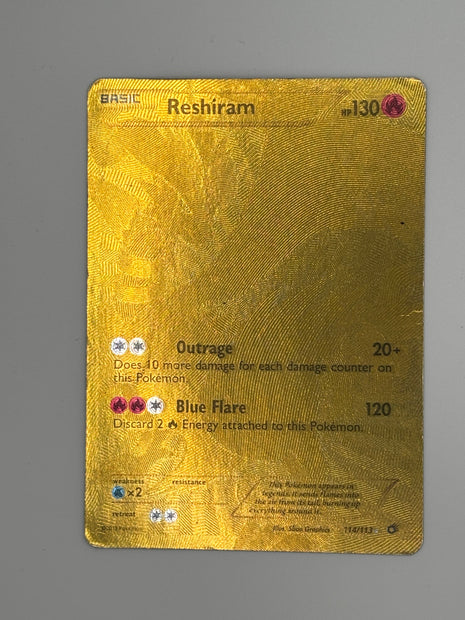 BASIC Reshiram HP130
Outrage 20+
Does 10 more damage for each damage counter on
this Pokémon.
Blue Flare 120
Discard 2 Energy attached to this Pokémon.
weakness resistance
×2
retreat
This Pokémon appears in
legends. It sends flames into
the air from its tail, burning up
everything around it.
Illus. Shin Graphics 114/113